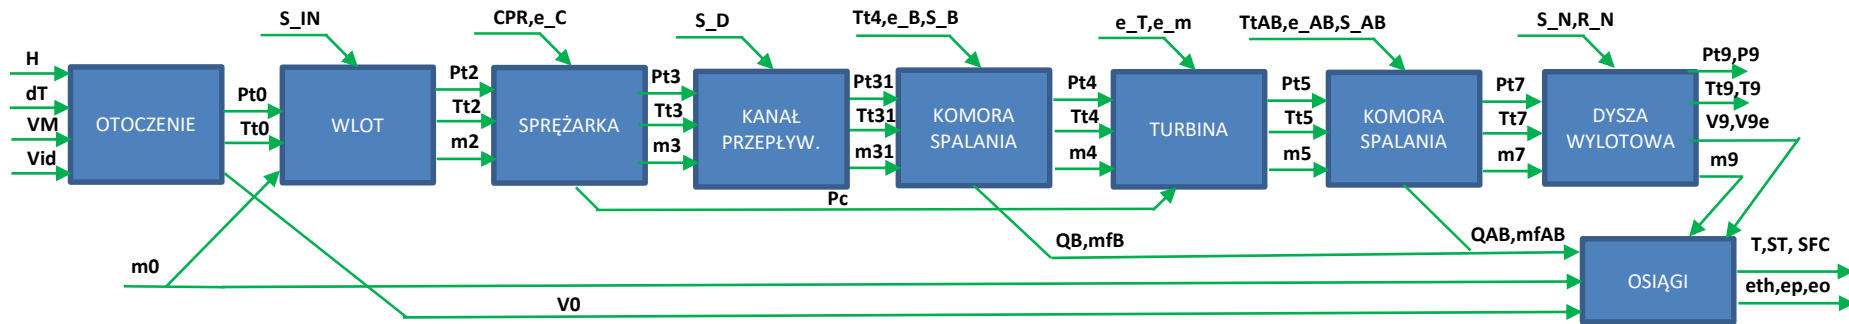 S_IN
CPR,e_C
S_D
Tt4,e_B,S_B
e_T,e_m
TtAB,e_AB,S_AB
S_N,R_N
H
dT
VM
Vid
OTOCZENIE
Pt0
Tt0
WLOT
Pt2
Tt2
m2
SPRĘŻARKA
Pt3
Tt3
m3
KANAŁ
PRZEPŁYW.
Pt31
Tt31
m31
KOMORA
SPALANIA
Pt4
Tt4
m4
TURBINA
Pt5
Tt5
m5
KOMORA
SPALANIA
Pt7
Tt7
m7
DYSZA
WYLOTOWA
Pt9,P9
Tt9,T9
V9,V9e
m9
Pc
QB,mfB
QAB,mfAB
m0
V0
OSIĄGI
T,ST, SFC
eth,ep,eo